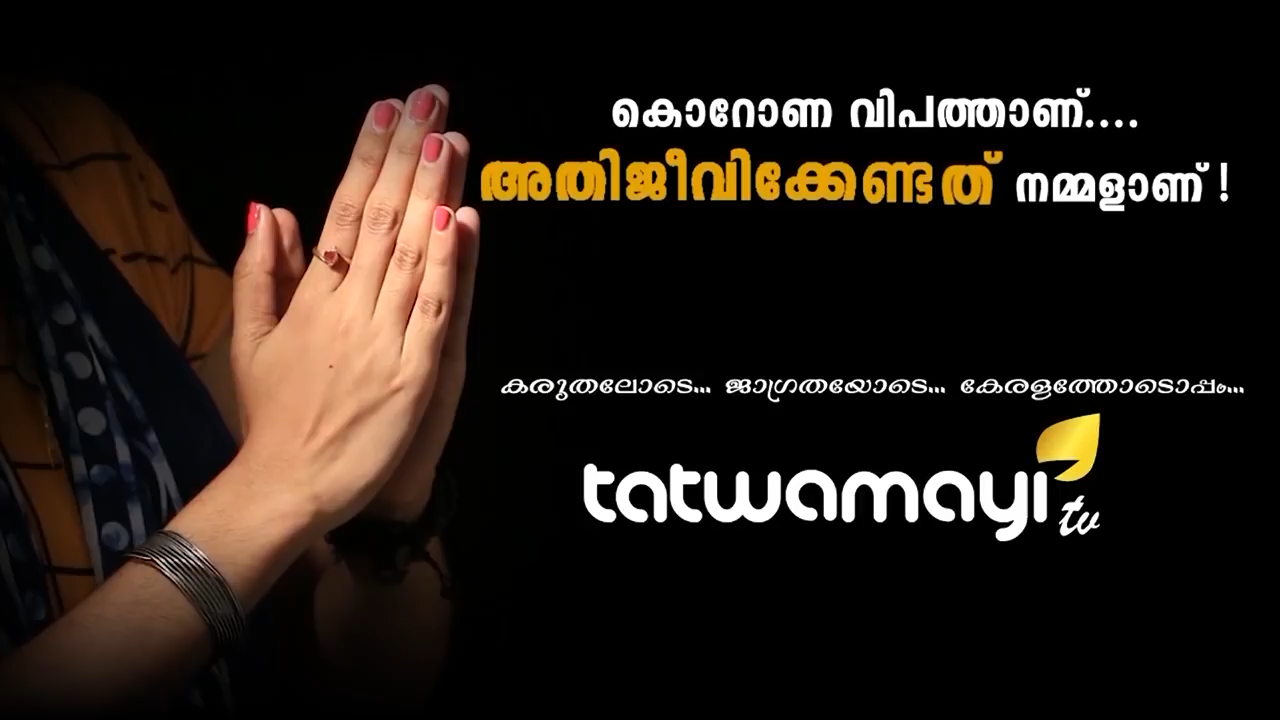 കൊറോണ വിപത്താണ്....
അതിജീവിക്കേണ്ടത് നമ്മളാണ് !
കരുതലോടെ... ജാഗ്രതയോടെ... കേരളത്തോടൊപ്പം...
tatwamayi
tv